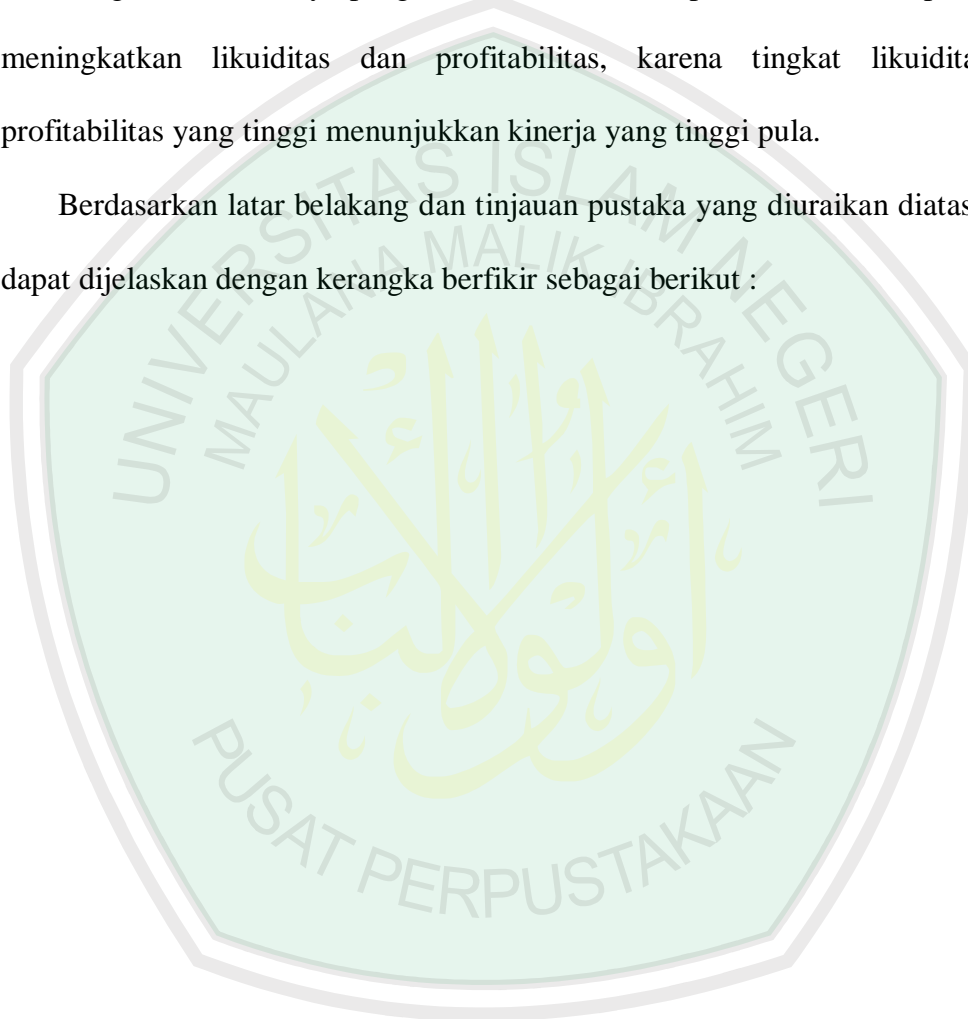 meningkatkan likuiditas dan profitabilitas, karena tingkat
profitabilitas yang tinggi menunjukkan kinerja yang tinggi pula.
Berdasarkan latar belakang dan tinjauan pustaka yang diuraikan diatas
dapat dijelaskan dengan kerangka berfikir sebagai berikut :
UNIVERSITAS ISLAM NEGERI
MAULANA MALIK IBRAHIM
أولوا الألباب
PUSAT PERPUSTAKAAN